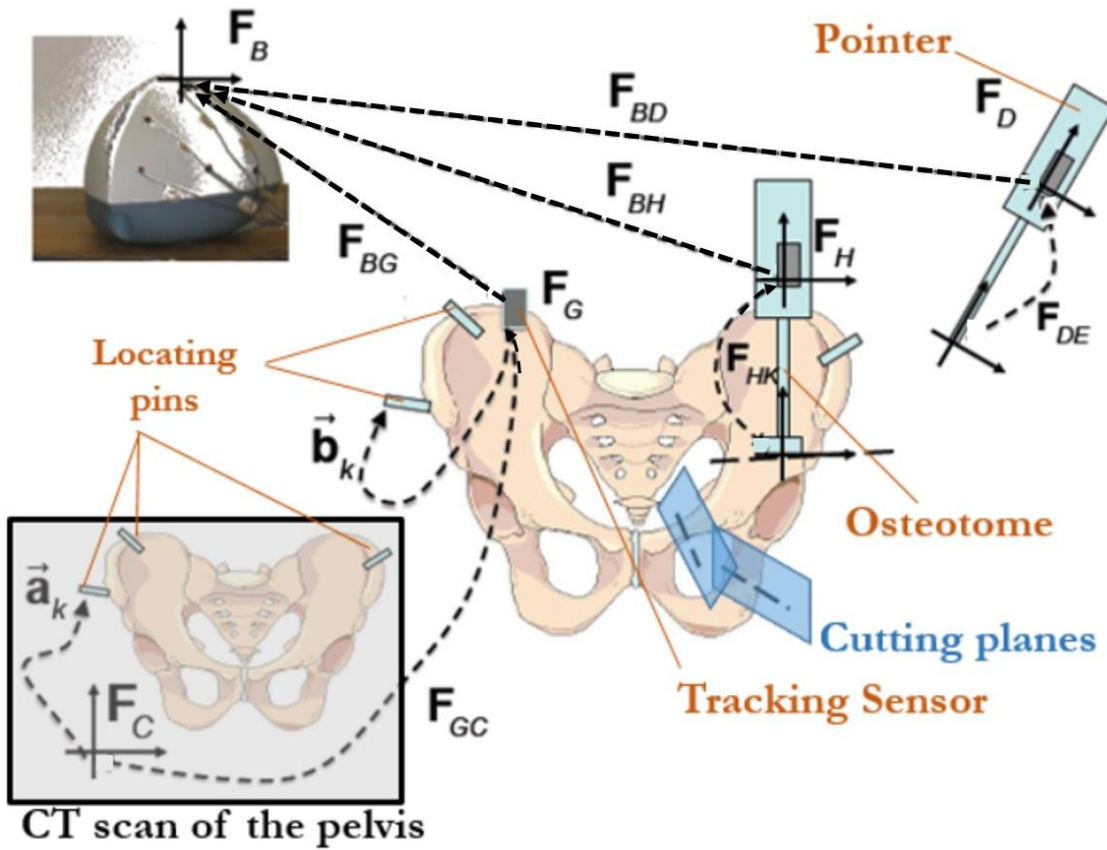 F_B
Pointer
F_D
F_BD
F_BH
F_BG
F_H
F_G
F_DE
Locating
pins
F_HK
b_k
Osteotome
a_k
Cutting planes
Tracking Sensor
F_C
F_GC
CT scan of the pelvis